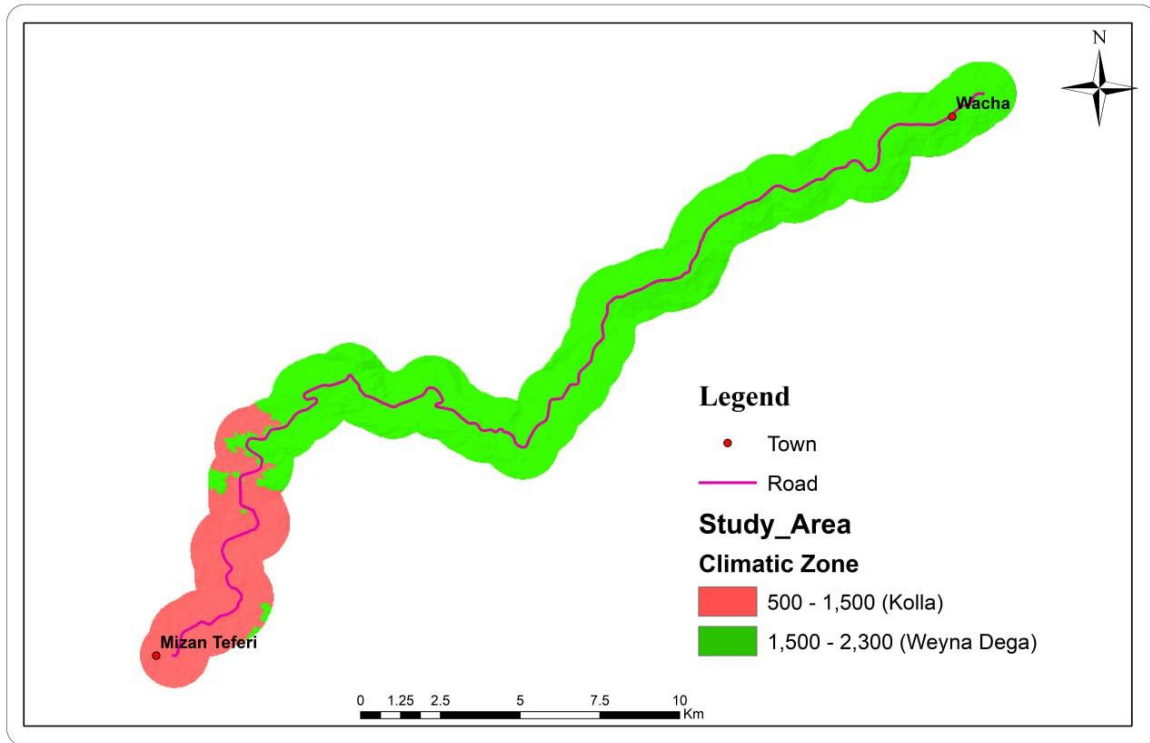 N
Wacha
Mizan Teferi
Legend
Town
Road
Study_Area
Climatic Zone
500 - 1,500 (Kolla)
1,500 - 2,300 (Weyna Dega)
0 1.25 2.5 5 7.5 10
Km